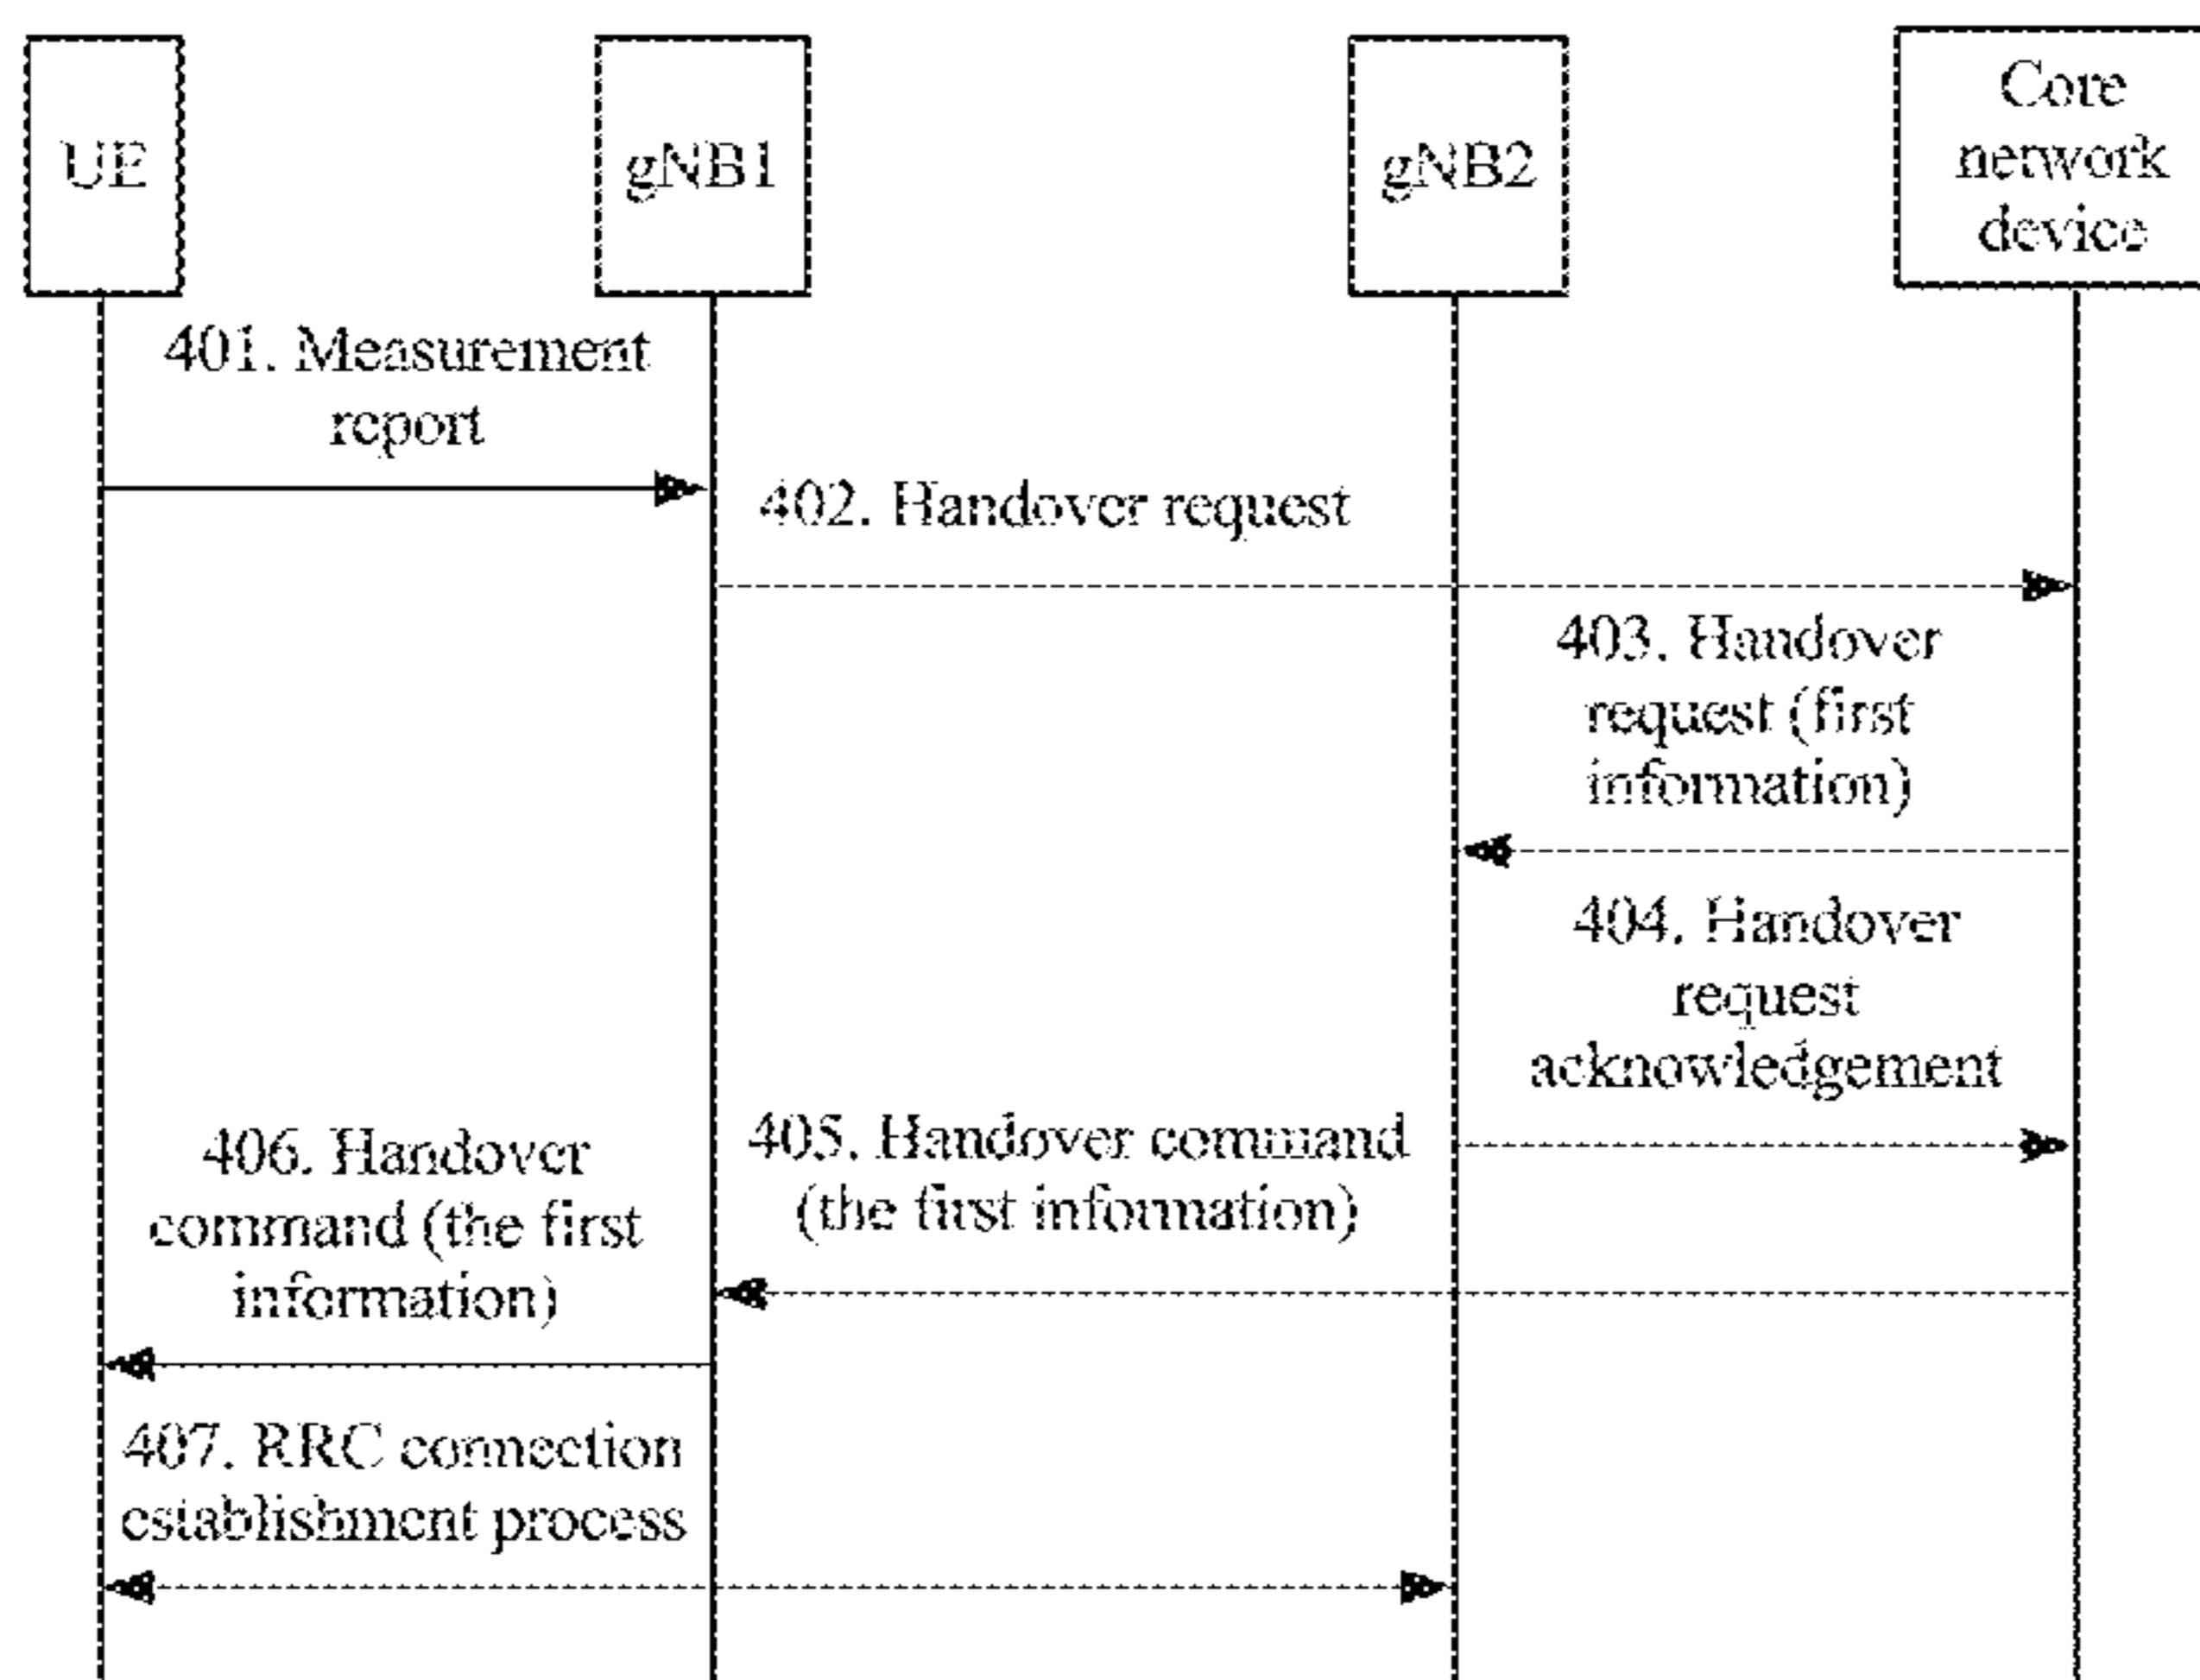 UE
gNB1
gNB2
Core
network
device
401. Measurement
report
402. Handover request
403. Handover
request (first
information)
404. Handover
request
acknowledgement
405. Handover command
(the first information)
406. Handover
command (the first
information)
407. RRC connection
establishment process